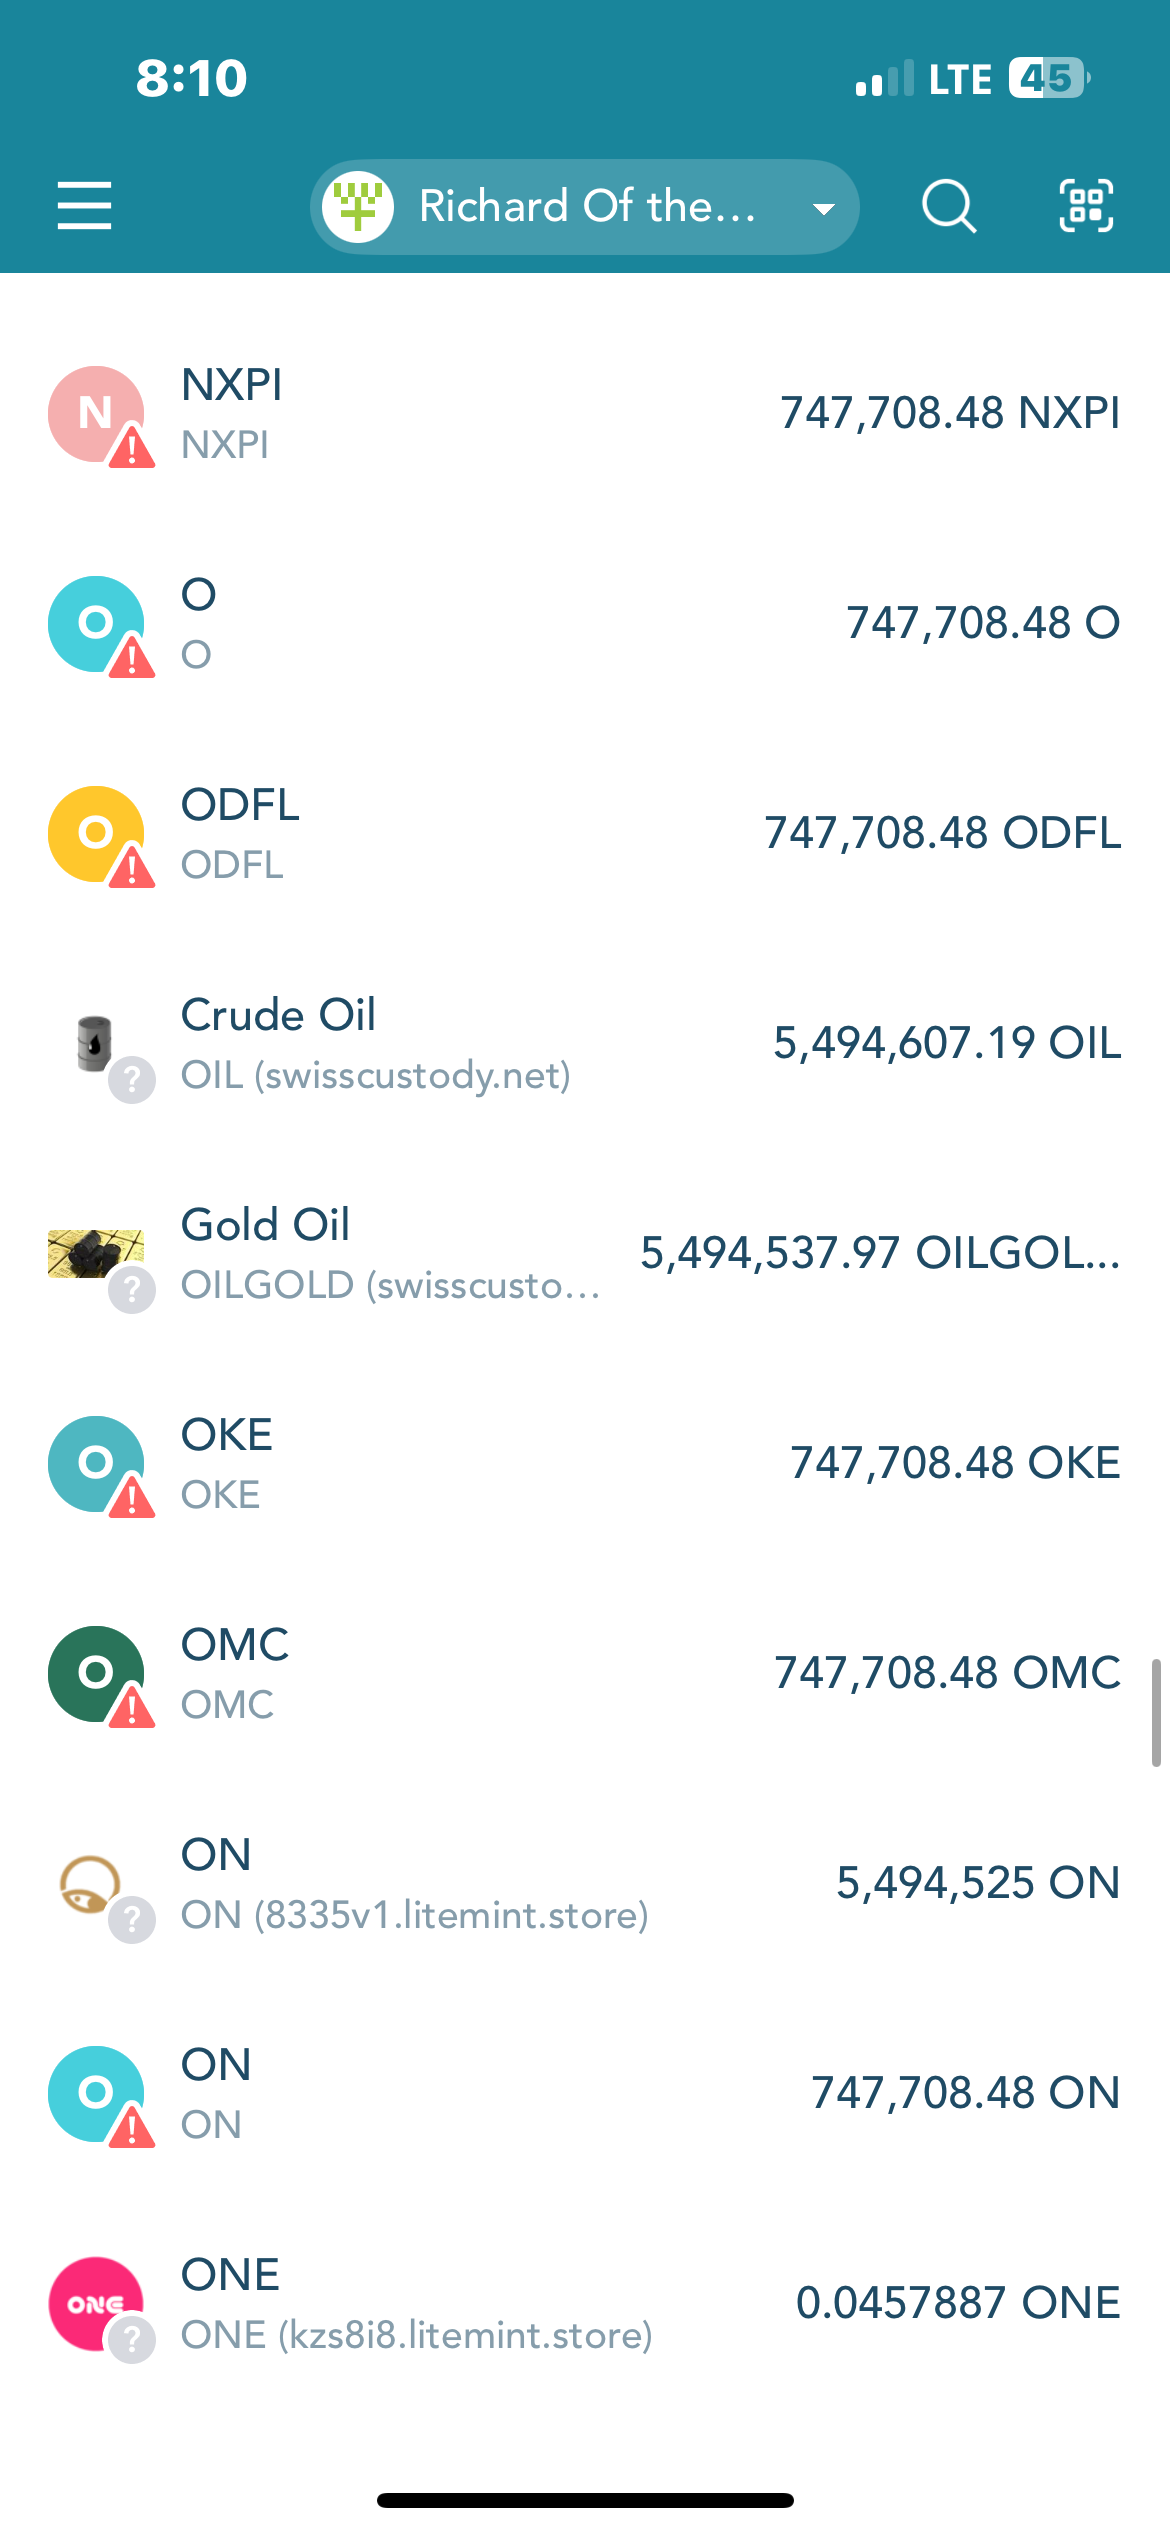 8:10
LTE 45
Richard Of the...
N
NXPI
NXPI
747,708.48 NXPI
O
O
O
747,708.48 O
O
ODFL
ODFL
747,708.48 ODFL
Crude Oil
OIL (swisscustody.net)
5,494,607.19 OIL
?
Gold Oil
OILGOLD (swisscusto...
5,494,537.97 OILGOL...
?
O
OKE
OKE
747,708.48 OKE
O
OMC
OMC
747,708.48 OMC
ON
ON (8335v1.litemint.store)
5,494,525 ON
?
O
ON
ON
747,708.48 ON
ONE
ONE
ONE (kzs8i8.litemint.store)
0.0457887 ONE
?